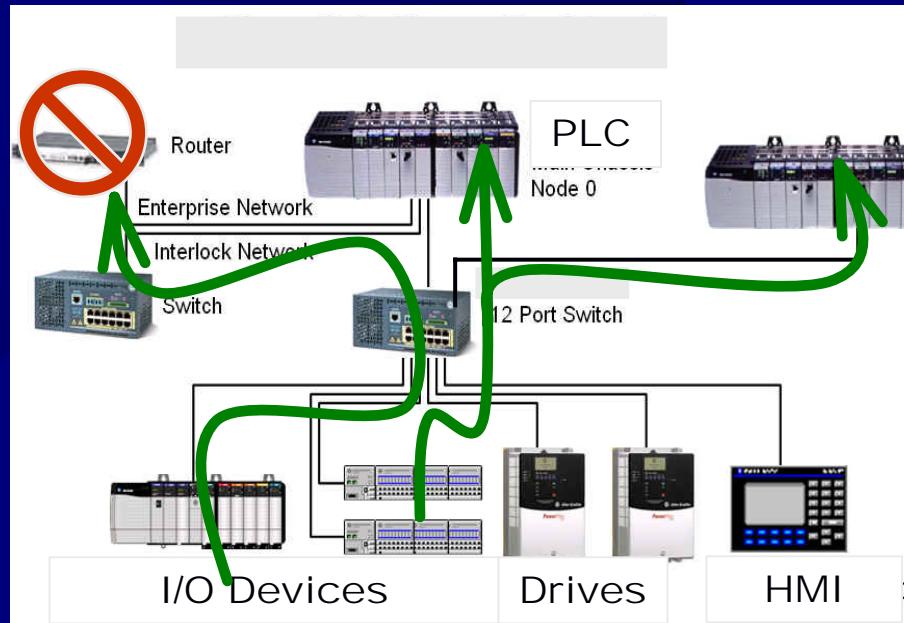 PLC
Router
Node 0
Enterprise Network
Interlock Network
Switch
12 Port Switch
I/O Devices
Drives
HMI